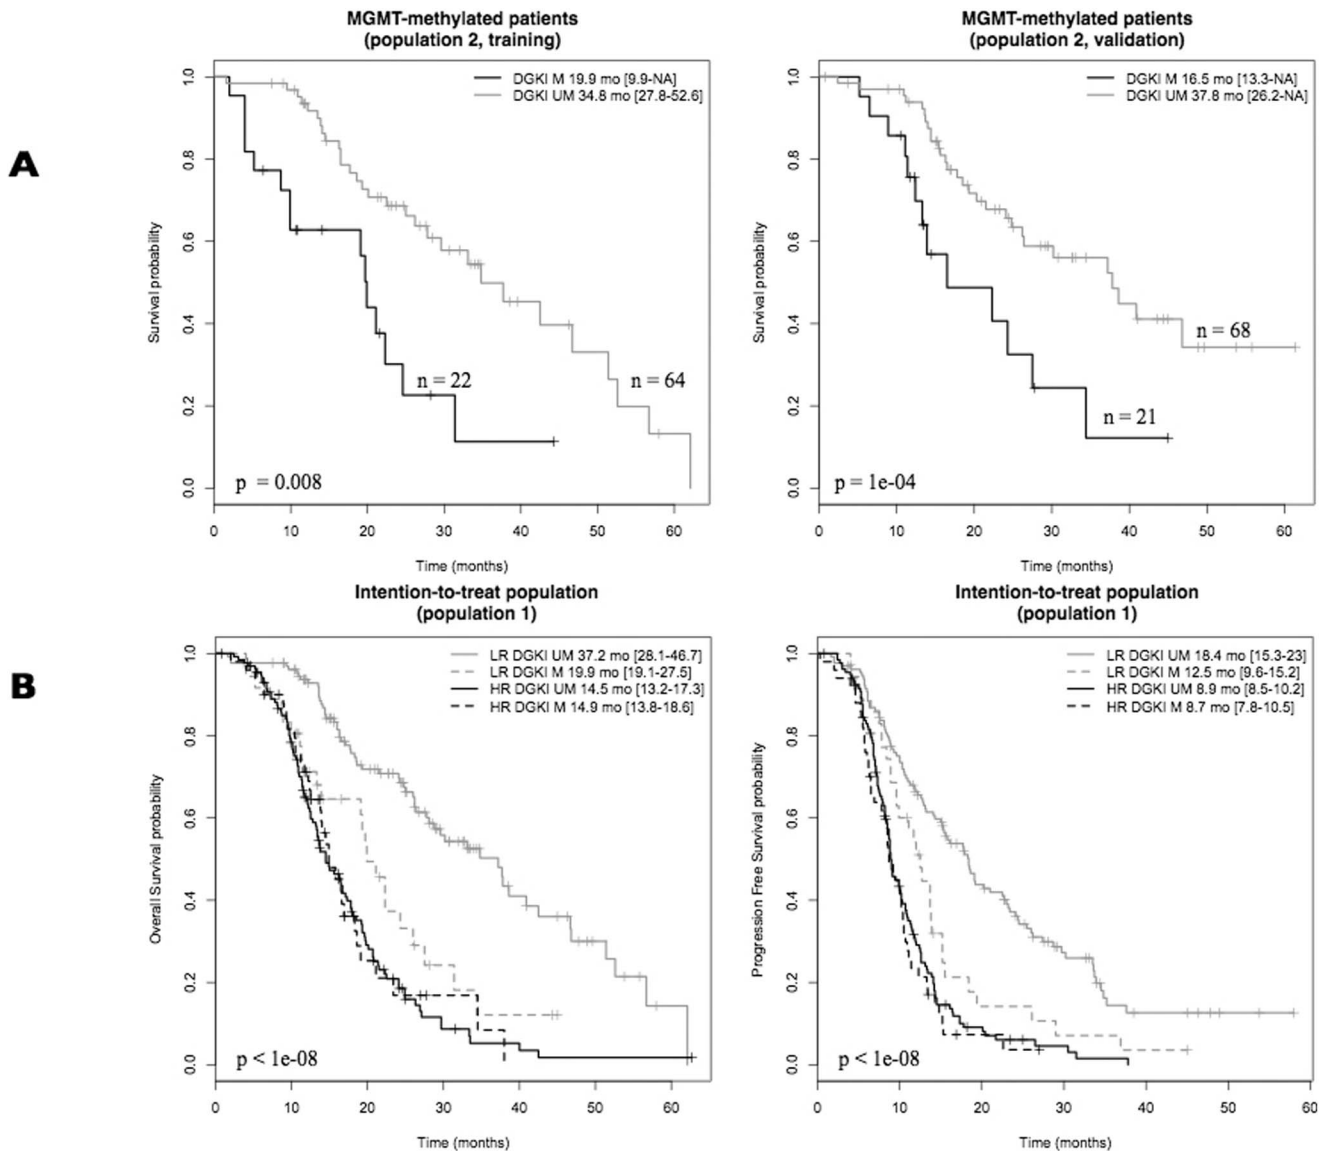 A
MGMT-methylated patients
(population 2, training)
DGKI M 19.9 mo [9.9-NA]
DGKI UM 34.8 mo [27.8-52.6]
Survival probability
1.0
0.8
0.6
0.4
0.2
0.0
n = 22
n = 64
p = 0.008
0 10 20 30 40 50 60
Time (months)
MGMT-methylated patients
(population 2, validation)
DGKI M 16.5 mo [13.3-NA]
DGKI UM 37.8 mo [26.2-NA]
Survival probability
1.0
0.8
0.6
0.4
0.2
0.0
n = 68
n = 21
p = 1e-04
0 10 20 30 40 50 60
Time (months)
B
Intention-to-treat population
(population 1)
LR DGKI UM 37.2 mo [28.1-46.7]
LR DGKI M 19.9 mo [19.1-27.5]
HR DGKI UM 14.5 mo [13.2-17.3]
HR DGKI M 14.9 mo [13.8-18.6]
Overall Survival probability
1.0
0.8
0.6
0.4
0.2
0.0
p < 1e-08
0 10 20 30 40 50 60
Time (months)
Intention-to-treat population
(population 1)
LR DGKI UM 18.4 mo [15.3-23]
LR DGKI M 12.5 mo [9.6-15.2]
HR DGKI UM 8.9 mo [8.5-10.2]
HR DGKI M 8.7 mo [7.8-10.5]
Progression Free Survival probability
1.0
0.8
0.6
0.4
0.2
0.0
p < 1e-08
0 10 20 30 40 50 60
Time (months)